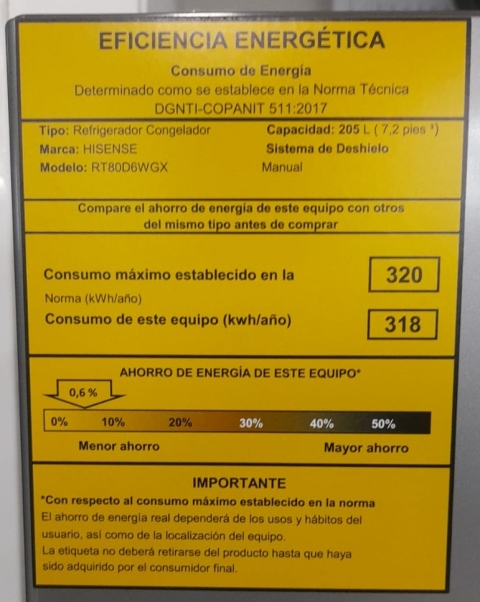 EFICIENCIA ENERGÉTICA
Consumo de Energía
Determinado como se establece en la Norma Técnica
DGNTI-COPANIT 511:2017
Tipo: Refrigerador Congelador
Capacidad: 205 L ( 7,2 pies ³)
Marca: HISENSE
Sistema de Deshielo
Modelo: RT80D6WGX
Manual
Compare el ahorro de energía de este equipo con otros
del mismo tipo antes de comprar
Consumo máximo establecido en la
320
Norma (kWh/año)
Consumo de este equipo (kwh/año)
318
AHORRO DE ENERGÍA DE ESTE EQUIPO*
0,6 %
0% 10% 20% 30% 40% 50%
Menor ahorro Mayor ahorro
IMPORTANTE
*Con respecto al consumo máximo establecido en la norma
El ahorro de energía real dependerá de los usos y hábitos del
usuario, así como de la localización del equipo.
La etiqueta no deberá retirarse del producto hasta que haya
sido adquirido por el consumidor final.